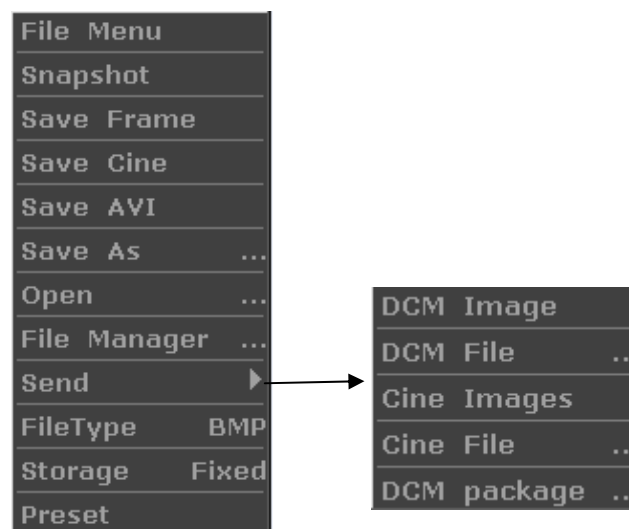 File Menu
Snapshot
Save Frame
Save Cine
Save AVI
Save As ...
Open ...
File Manager ...
Send
FileType BMP
Storage Fixed
Preset
DCM Image
DCM File ..
Cine Images
Cine File ..
DCM package ..